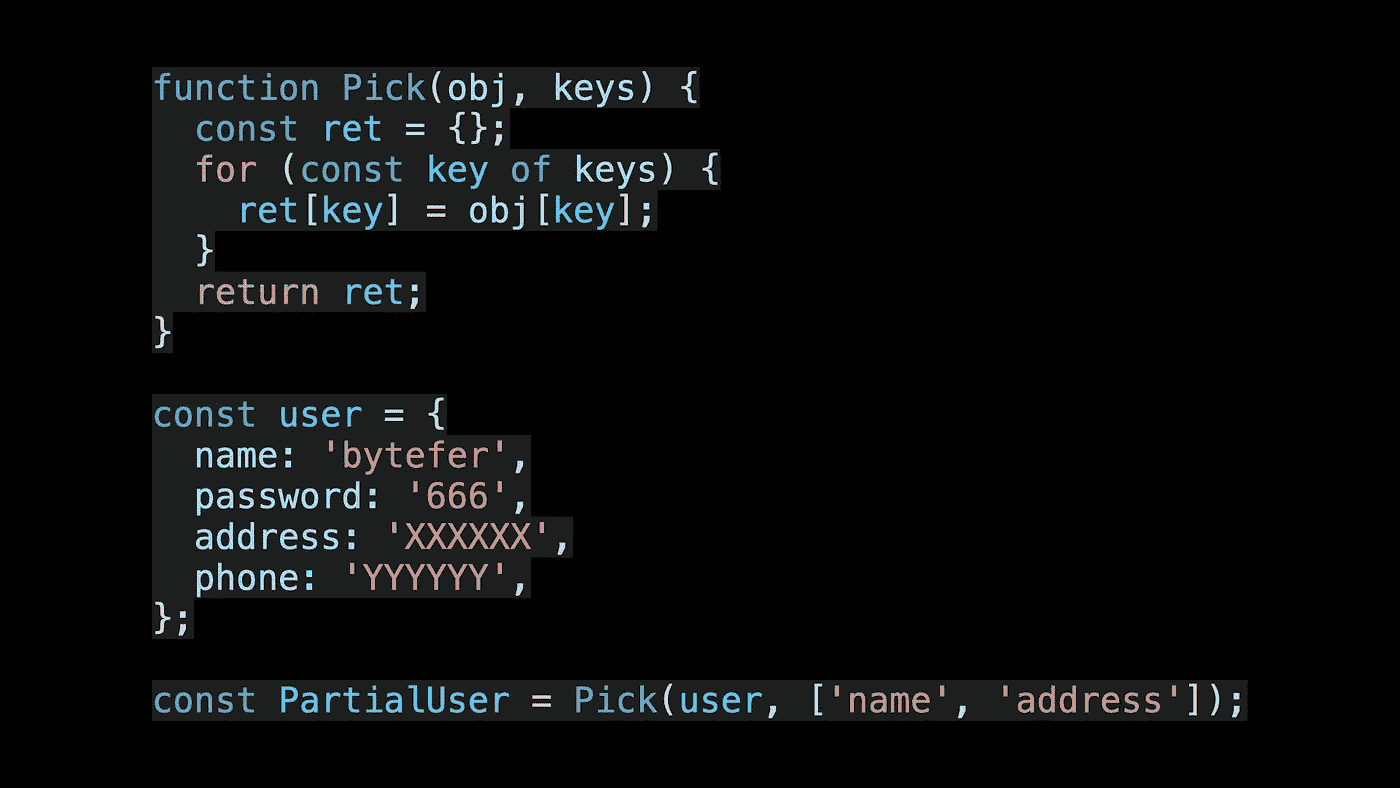 function Pick(obj, keys) {
  const ret = {};
  for (const key of keys) {
    ret[key] = obj[key];
  }
  return ret;
}

const user = {
  name: 'bytefer',
  password: '666',
  address: 'XXXXXX',
  phone: 'YYYYYY',
};

const PartialUser = Pick(user, ['name', 'address']);